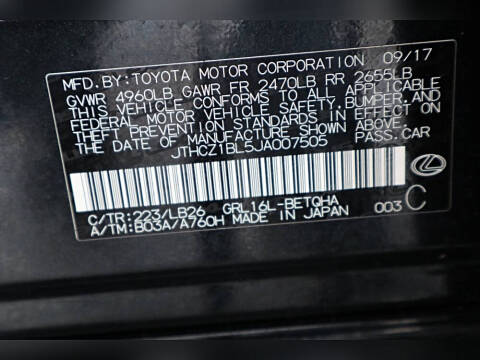 MFD.BY:TOYOTA MOTOR CORPORATION 09/17
GVWR 4960LB GAWR FR 2470LB RR 2655LB
THIS VEHICLE CONFORMS TO ALL APPLICABLE
FEDERAL MOTOR VEHICLE SAFETY, BUMPER, AND
THEFT PREVENTION STANDARDS IN EFFECT ON
THE DATE OF MANUFACTURE SHOWN ABOVE.
JTHCZ1BL5JA007505 PASS.CAR
C/TR:223/LB26 GRL16L-BETQHA C
A/TM:B03A/A760H MADE IN JAPAN 003